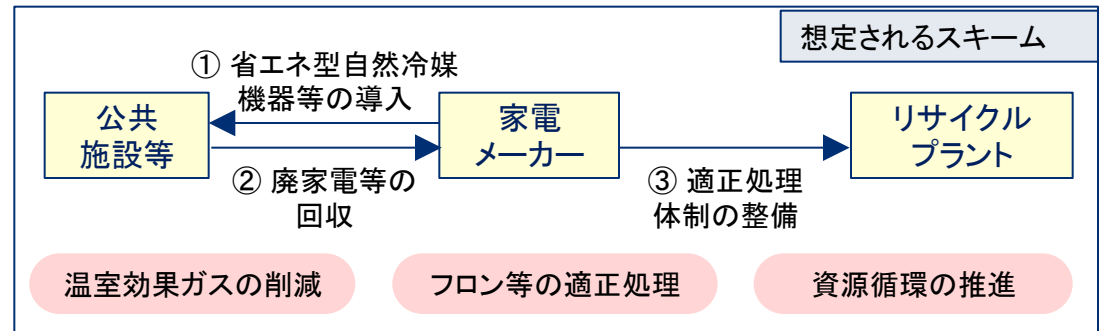 想定されるスキーム
① 省エネ型自然冷媒
機器等の導入
公共
施設等
家電
メーカー
リサイクル
プラント
② 廃家電等の
回収
③ 適正処理
体制の整備
温室効果ガスの削減
フロン等の適正処理
資源循環の推進